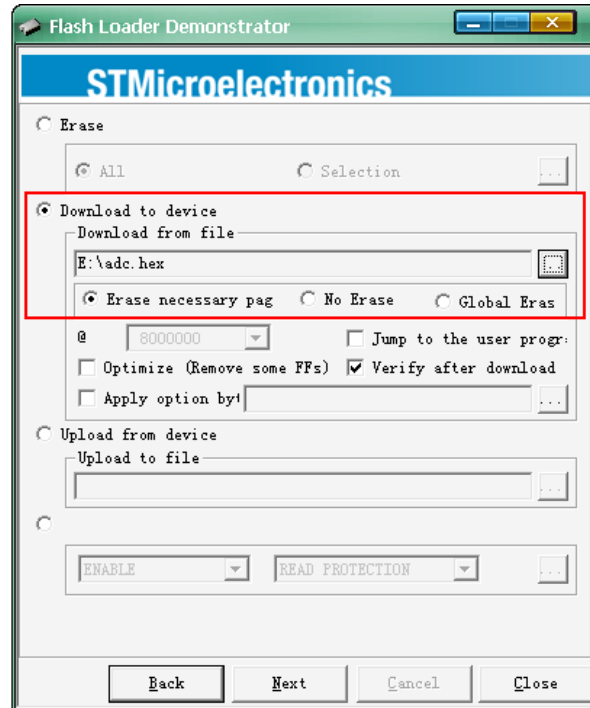 Flash Loader Demonstrator
STMicroelectronics
Erase
All Selection ...
Download to device
Download from file
E:\adc.hex ..
Erase necessary pag No Erase Global Eras
@ 8000000 Jump to the user progr
Optimize (Remove some FFs) Verify after download
Apply option byt ...
Upload from device
Upload to file
...
ENABLE READ PROTECTION ...
Back Next Cancel Close